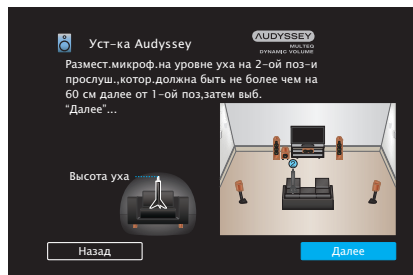 Уст-ка Audyssey
AUDYSSEY
MULTEQ
DYNAMIC VOLUME
Размест.микроф.на уровне уха на 2-ой поз-и
прослуш.,котор.должна быть не более чем на
60 см далее от 1-ой поз,затем выб.
“Далее”...
Высота уха
Назад
Далее